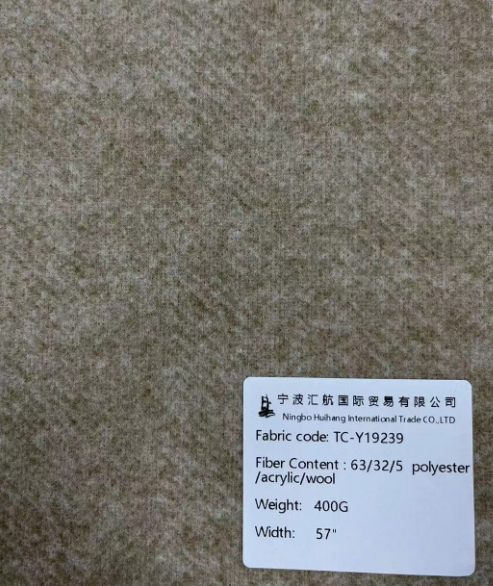 宁波汇航国际贸易有限公司
Ningbo Huihang International Trade CO.,LTD
Fabric code: TC-Y19239
Fiber Content : 63/32/5 polyester
/acrylic/wool
Weight: 400G
Width: 57"